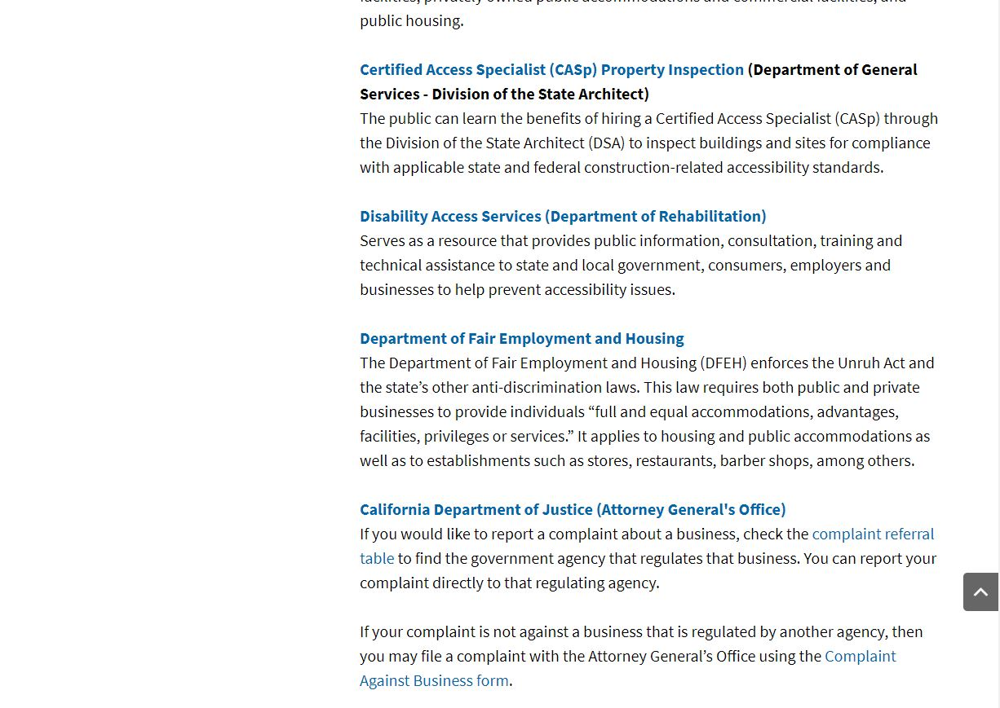 facilities, privately owned public accommodations and commercial facilities, and
public housing.
Certified Access Specialist (CASp) Property Inspection (Department of General
Services - Division of the State Architect)
The public can learn the benefits of hiring a Certified Access Specialist (CASp) through
the Division of the State Architect (DSA) to inspect buildings and sites for compliance
with applicable state and federal construction-related accessibility standards.
Disability Access Services (Department of Rehabilitation)
Serves as a resource that provides public information, consultation, training and
technical assistance to state and local government, consumers, employers and
businesses to help prevent accessibility issues.
Department of Fair Employment and Housing
The Department of Fair Employment and Housing (DFEH) enforces the Unruh Act and
the state’s other anti-discrimination laws. This law requires both public and private
businesses to provide individuals “full and equal accommodations, advantages,
facilities, privileges or services.” It applies to housing and public accommodations as
well as to establishments such as stores, restaurants, barber shops, among others.
California Department of Justice (Attorney General's Office)
If you would like to report a complaint about a business, check the complaint referral
table to find the government agency that regulates that business. You can report your
complaint directly to that regulating agency.
If your complaint is not against a business that is regulated by another agency, then
you may file a complaint with the Attorney General’s Office using the Complaint
Against Business form.